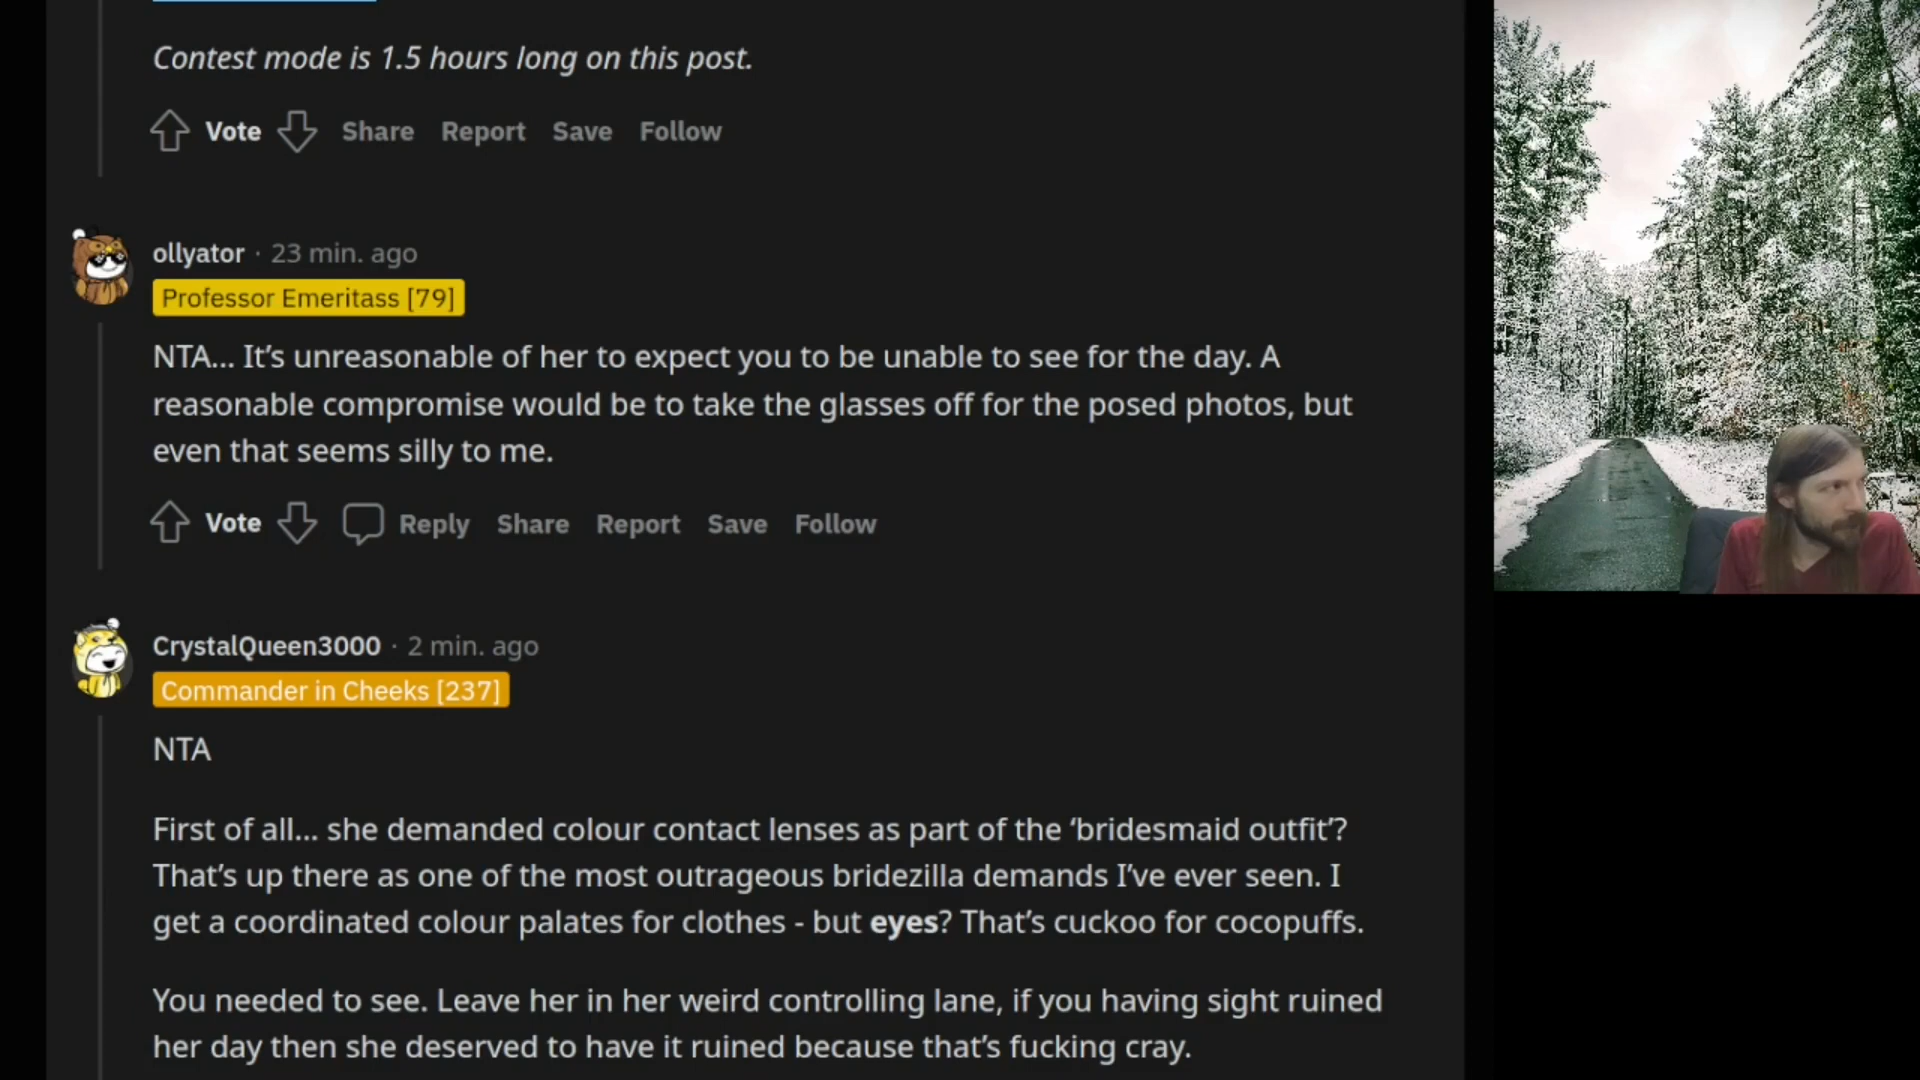 Contest mode is 1.5 hours long on this post.
Vote Share Report Save Follow
ollyator · 23 min. ago
Professor Emeritass [79]
NTA... It’s unreasonable of her to expect you to be unable to see for the day. A
reasonable compromise would be to take the glasses off for the posed photos, but
even that seems silly to me.
Vote Reply Share Report Save Follow
CrystalQueen3000 · 2 min. ago
Commander in Cheeks [237]
NTA
First of all... she demanded colour contact lenses as part of the ‘bridesmaid outfit’?
That’s up there as one of the most outrageous bridezilla demands I’ve ever seen. I
get a coordinated colour palates for clothes - but eyes? That’s cuckoo for cocopuffs.
You needed to see. Leave her in her weird controlling lane, if you having sight ruined
her day then she deserved to have it ruined because that’s fucking cray.